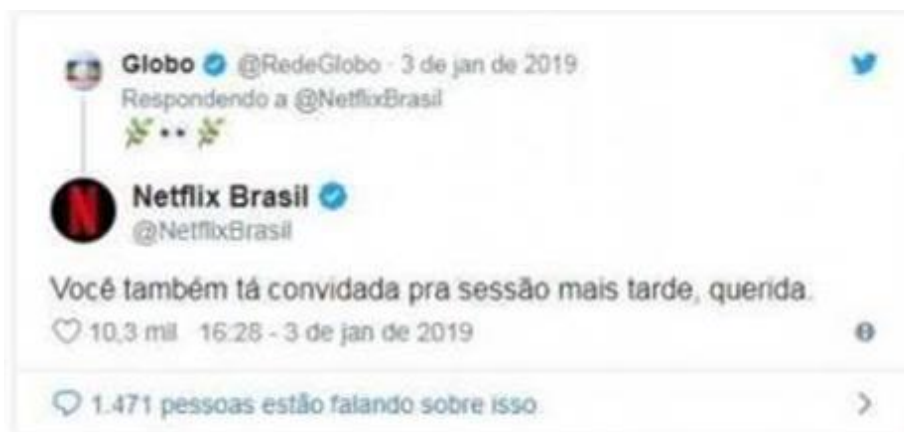 Globo @RedeGlobo · 3 de jan de 2019
Respondendo a @NetflixBrasil
🌿👀🌿
Netflix Brasil
@NetflixBrasil
Você também tá convidada pra sessão mais tarde, querida.
10,3 mil 16:28 - 3 de jan de 2019
1.471 pessoas estão falando sobre isso